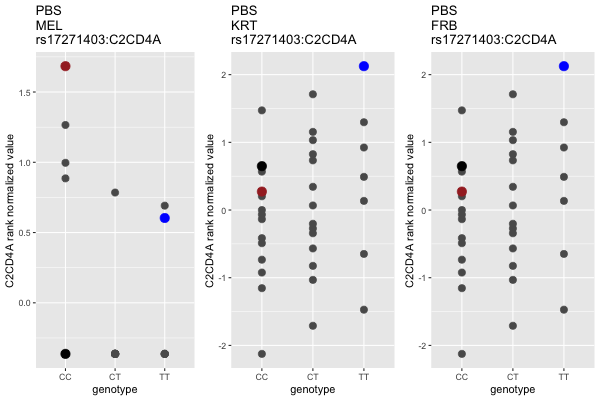 PBS
MEL
rs17271403:C2CD4A
C2CD4A rank normalized value
1.5
1.0
0.5
0.0
CC
CT
TT
genotype
PBS
KRT
rs17271403:C2CD4A
C2CD4A rank normalized value
2
1
0
-1
-2
CC
CT
TT
genotype
PBS
FRB
rs17271403:C2CD4A
C2CD4A rank normalized value
2
1
0
-1
-2
CC
CT
TT
genotype